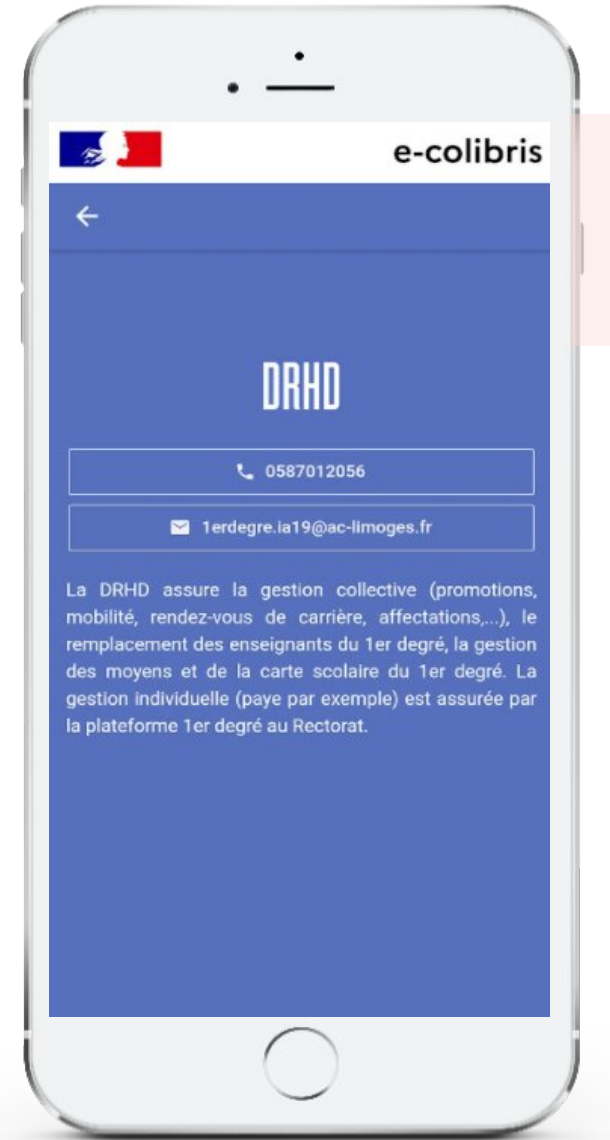 e-colibris
DRHD
0587012056
1erdegre.ia19@ac-limoges.fr
La DRHD assure la gestion collective (promotions,
mobilité, rendez-vous de carrière, affectations,...), le
remplacement des enseignants du 1er degré, la gestion
des moyens et de la carte scolaire du 1er degré. La
gestion individuelle (paye par exemple) est assurée par
la plateforme 1er degré au Rectorat.